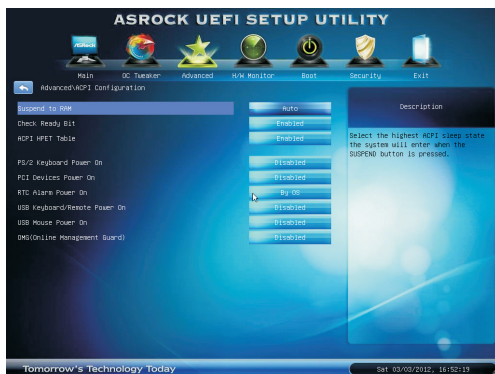 ASROCK UEFI SETUP UTILITY
ASRock
Main OC Tweaker Advanced H/W Monitor Boot Security Exit
Advanced\ACPI Configuration
Suspend to RAM Auto
Check Ready Bit Enabled
ACPI HPET Table Enabled
PS/2 Keyboard Power On Disabled
PCI Devices Power On Disabled
RTC Alarm Power On By OS
USB Keyboard/Remote Power On Disabled
USB Mouse Power On Disabled
OMG(Online Management Guard) Disabled
Description
Select the highest ACPI sleep state
the system will enter when the
SUSPEND button is pressed.
Tomorrow's Technology Today
Sat 03/03/2012, 16:52:19